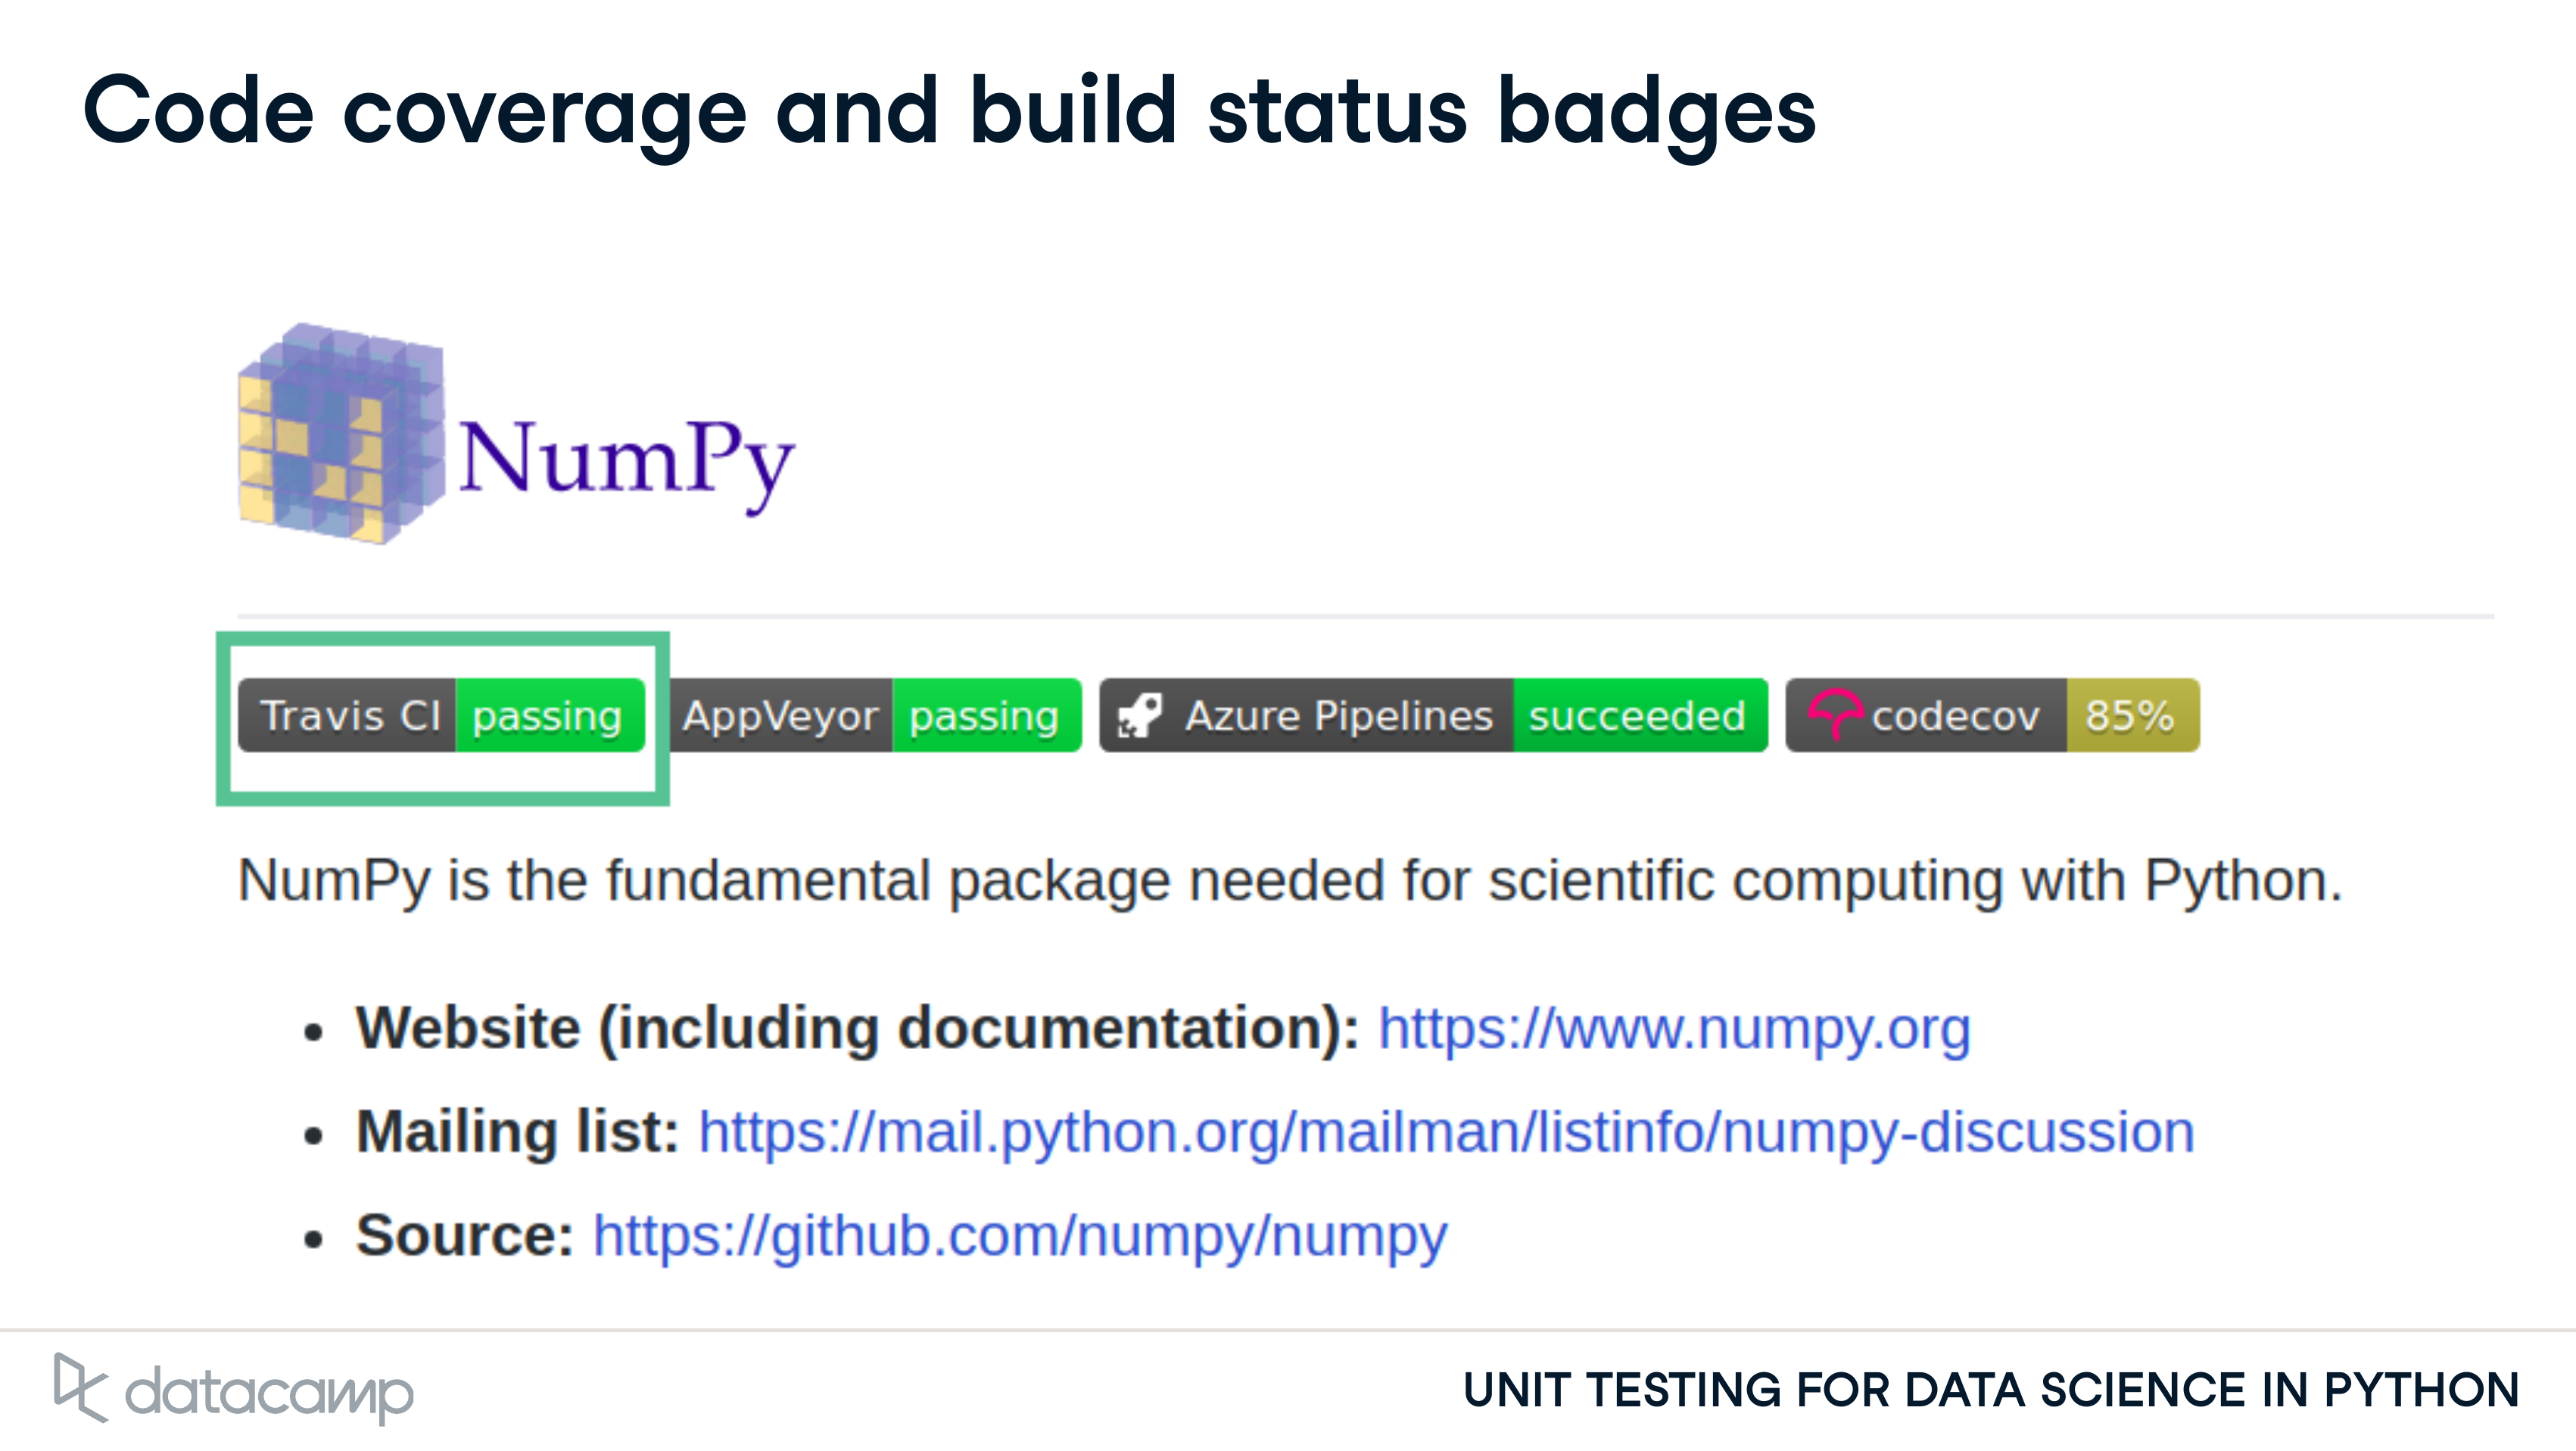 Code coverage and build status badges
NumPy
Travis CI passing AppVeyor passing Azure Pipelines succeeded codecov 85%
NumPy is the fundamental package needed for scientific computing with Python.
• Website (including documentation): https://www.numpy.org
• Mailing list: https://mail.python.org/mailman/listinfo/numpy-discussion
• Source: https://github.com/numpy/numpy
datacamp
UNIT TESTING FOR DATA SCIENCE IN PYTHON